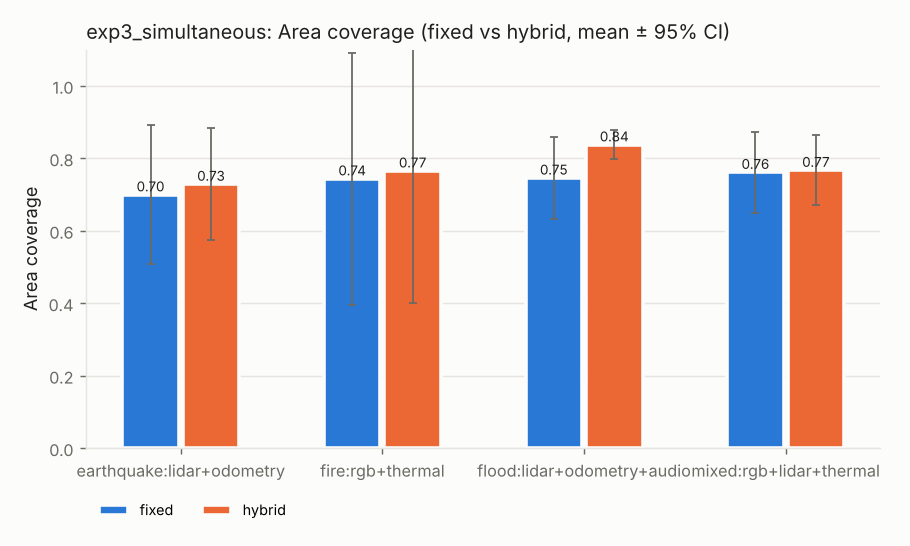 exp3_simultaneous: Area coverage (fixed vs hybrid, mean ± 95% CI)
Area coverage
1.0
0.8
0.6
0.4
0.2
0.0
0.70
0.73
0.74
0.77
0.75
0.84
0.76
0.77
earthquake:lidar+odometry
fire:rgb+thermal
flood:lidar+odometry+audio
mixed:rgb+lidar+thermal
fixed
hybrid